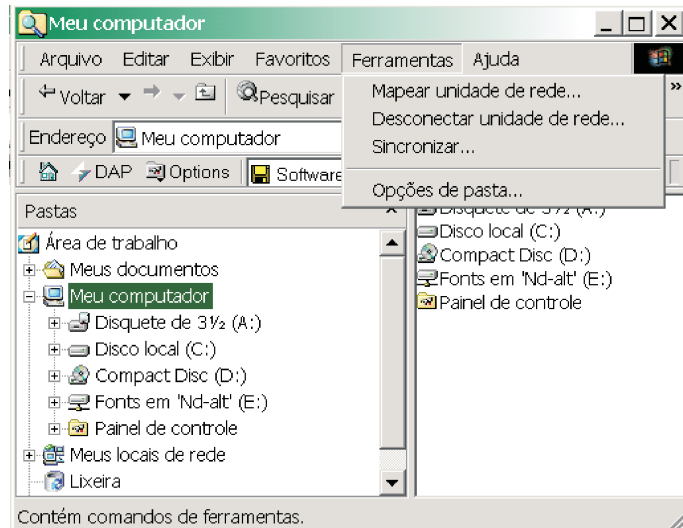 Meu computador
Arquivo Editar Exibir Favoritos Ferramentas Ajuda
Voltar Pesquisar »
Mapear unidade de rede...
Desconectar unidade de rede...
Sincronizar...
Opções de pasta...
Endereço Meu computador
DAP Options Software
Pastas
Área de trabalho
Meus documentos
Meu computador
Disquete de 3½ (A:)
Disco local (C:)
Compact Disc (D:)
Fonts em 'Nd-alt' (E:)
Painel de controle
Meus locais de rede
Lixeira
Disquete de 3½ (A:)
Disco local (C:)
Compact Disc (D:)
Fonts em 'Nd-alt' (E:)
Painel de controle
Contém comandos de ferramentas.